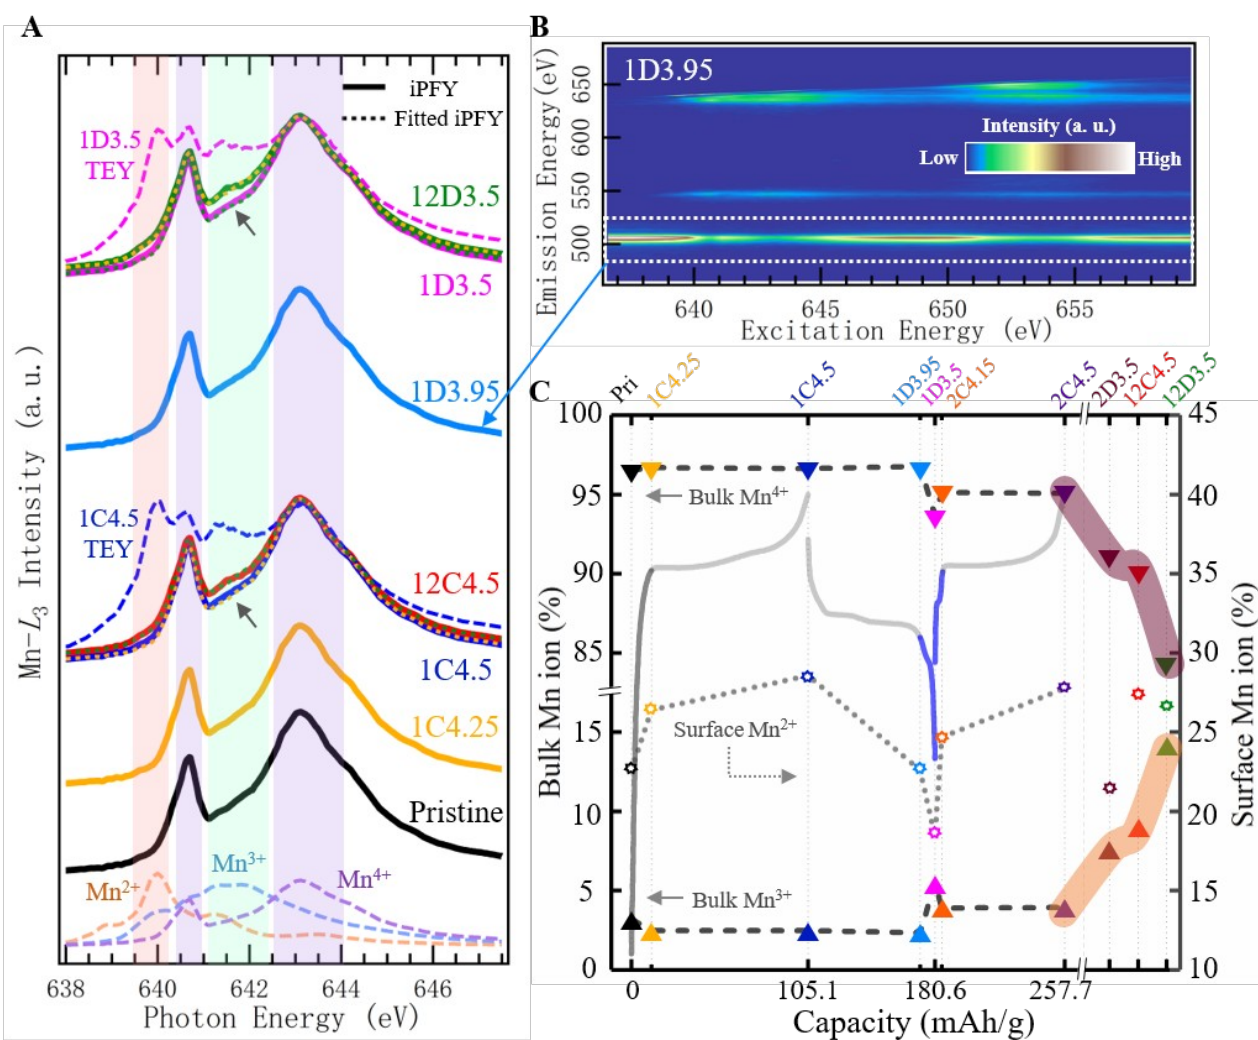 A
iPFY
Fitted iPFY
1D3.5
TEY
12D3.5
1D3.5
1D3.95
1C4.5
TEY
12C4.5
1C4.5
1C4.25
Pristine
Mn²⁺
Mn³⁺
Mn⁴⁺
Mn-L₃ Intensity (a. u.)
638 640 642 644 646
Photon Energy (eV)
B
1D3.95
Intensity (a. u.)
Low High
Emission Energy (eV)
650
600
550
500
640 645 650 655
Excitation Energy (eV)
C
Pri 1C4.25 1C4.5 1D3.95 1D3.5 2C4.15 2C4.5 2D3.5 12C4.5 12D3.5
Bulk Mn ion (%)
100
95
90
85
15
10
5
0
Bulk Mn⁴⁺
Surface Mn²⁺
Bulk Mn³⁺
45
40
35
30
25
20
15
10
Surface Mn ion (%)
0 105.1 180.6 257.7
Capacity (mAh/g)